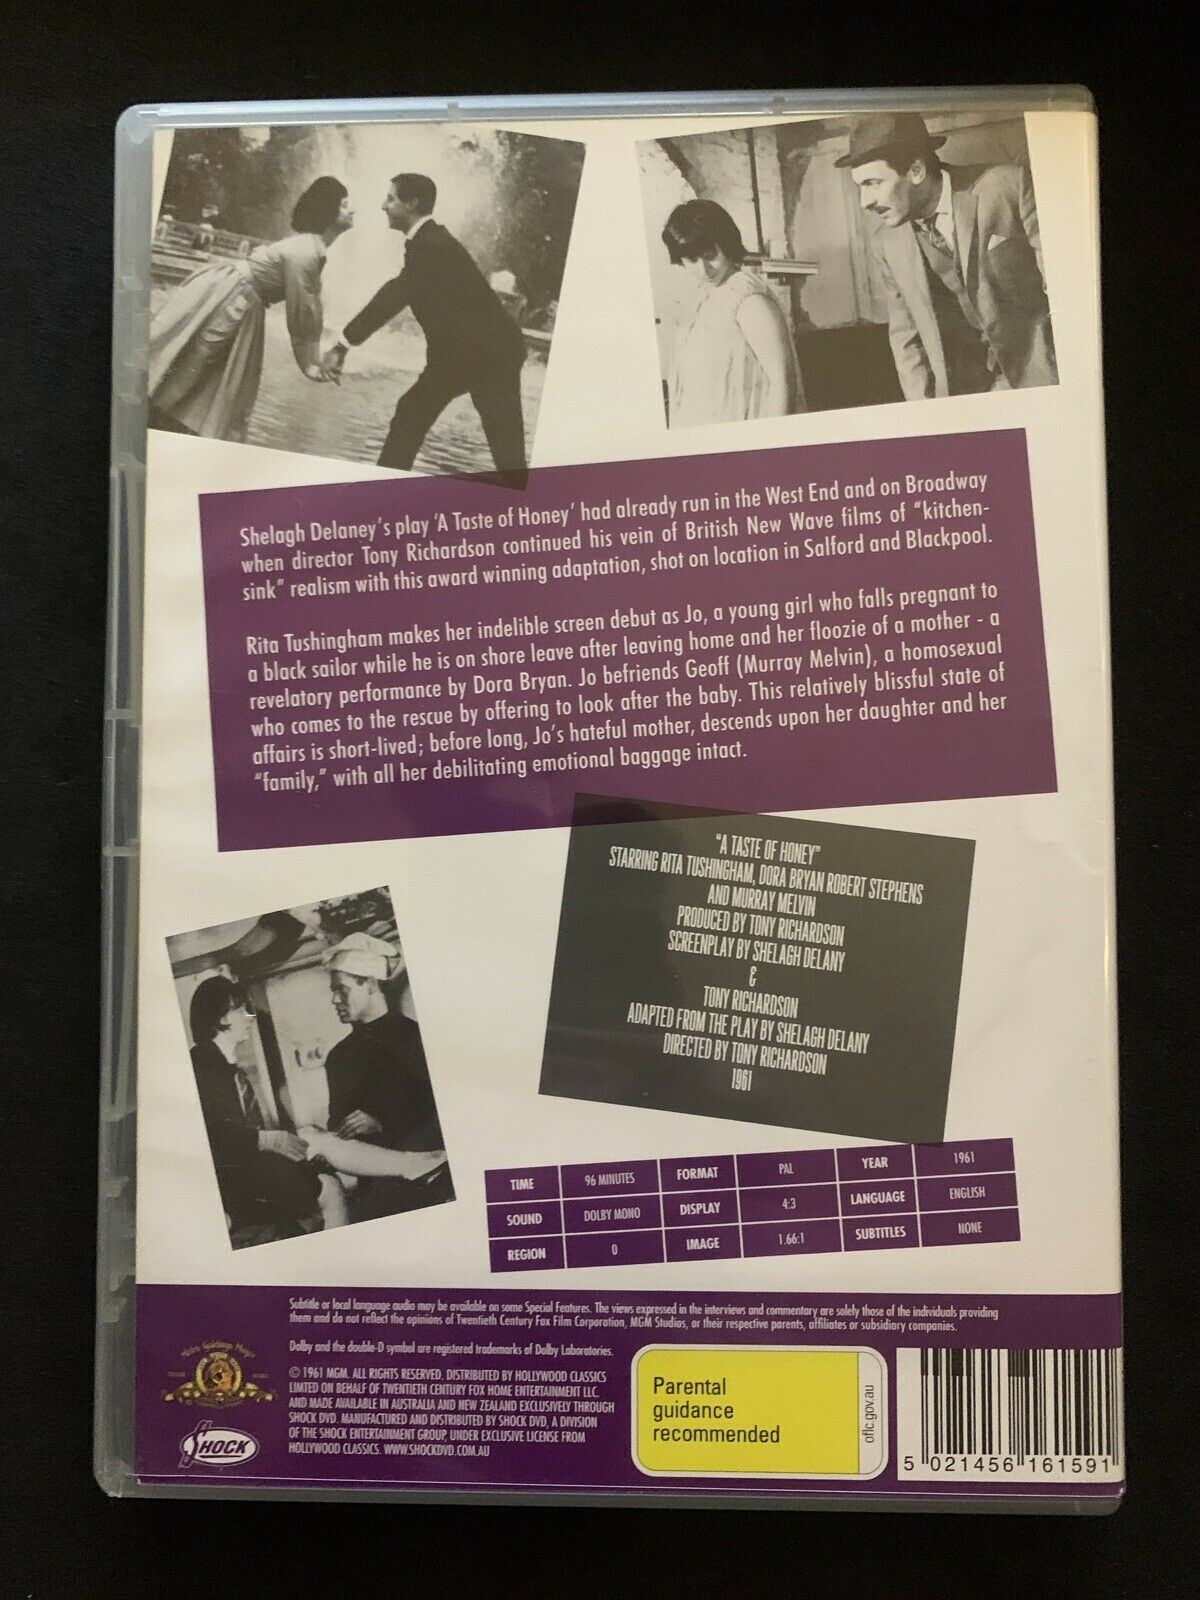 Shelagh Delaney's play 'A Taste of Honey' had already run in the West End and on Broadway
when director Tony Richardson continued his vein of British New Wave films of "kitchen-
sink" realism with this award winning adaptation, shot on location in Salford and Blackpool.
Rita Tushingham makes her indelible screen debut as Jo, a young girl who falls pregnant to
a black sailor while he is on shore leave after leaving home and her floozie of a mother - a
revelatory performance by Dora Bryan. Jo befriends Geoff (Murray Melvin), a homosexual
who comes to the rescue by offering to look after the baby. This relatively blissful state of
affairs is short-lived; before long, Jo's hateful mother, descends upon her daughter and her
"family," with all her debilitating emotional baggage intact.
"A TASTE OF HONEY"
STARRING RITA TUSHINGHAM, DORA BRYAN ROBERT STEPHENS
AND MURRAY MELVIN
PRODUCED BY TONY RICHARDSON
SCREENPLAY BY SHELAGH DELANY
&
TONY RICHARDSON
ADAPTED FROM THE PLAY BY SHELAGH DELANY
DIRECTED BY TONY RICHARDSON
1961
TIME 96 MINUTES FORMAT PAL YEAR 1961
SOUND DOLBY MONO DISPLAY 4:3 LANGUAGE ENGLISH
REGION 0 IMAGE 1.66:1 SUBTITLES NONE
Subtitle or local language audio may be available on some Special Features. The views expressed in the interviews and commentary are solely those of the individuals providing
them and do not reflect the opinions of Twentieth Century Fox Film Corporation, MGM Studios, or their respective parents, affiliates or subsidiary companies.
Dolby and the double-D symbol are registered trademarks of Dolby Laboratories.
© 1961 MGM. ALL RIGHTS RESERVED. DISTRIBUTED BY HOLLYWOOD CLASSICS
LIMTED ON BEHALF OF TWENTIETH CENTURY FOX HOME ENTERTAINMENT LLC.
AND MADE AVAILABLE IN AUSTRALIA AND NEW ZEALAND EXCLUSIVELY THROUGH
SHOCK DVD. MANUFACTURED AND DISTRIBUTED BY SHOCK DVD, A DIVISION
OF THE SHOCK ENTERTAINMENT GROUP, UNDER EXCLUSIVE LICENSE FROM
HOLLYWOOD CLASSICS. WWW.SHOCKDVD.COM.AU
Metro Goldwyn Mayer
SHOCK
Parental
guidance
recommended
oflc.gov.au
5 021456 161591